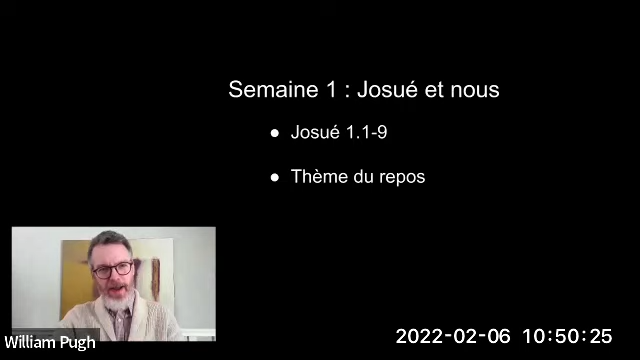 Semaine 1 : Josué et nous
● Josué 1.1-9
● Thème du repos
William Pugh
2022-02-06 10:50:25